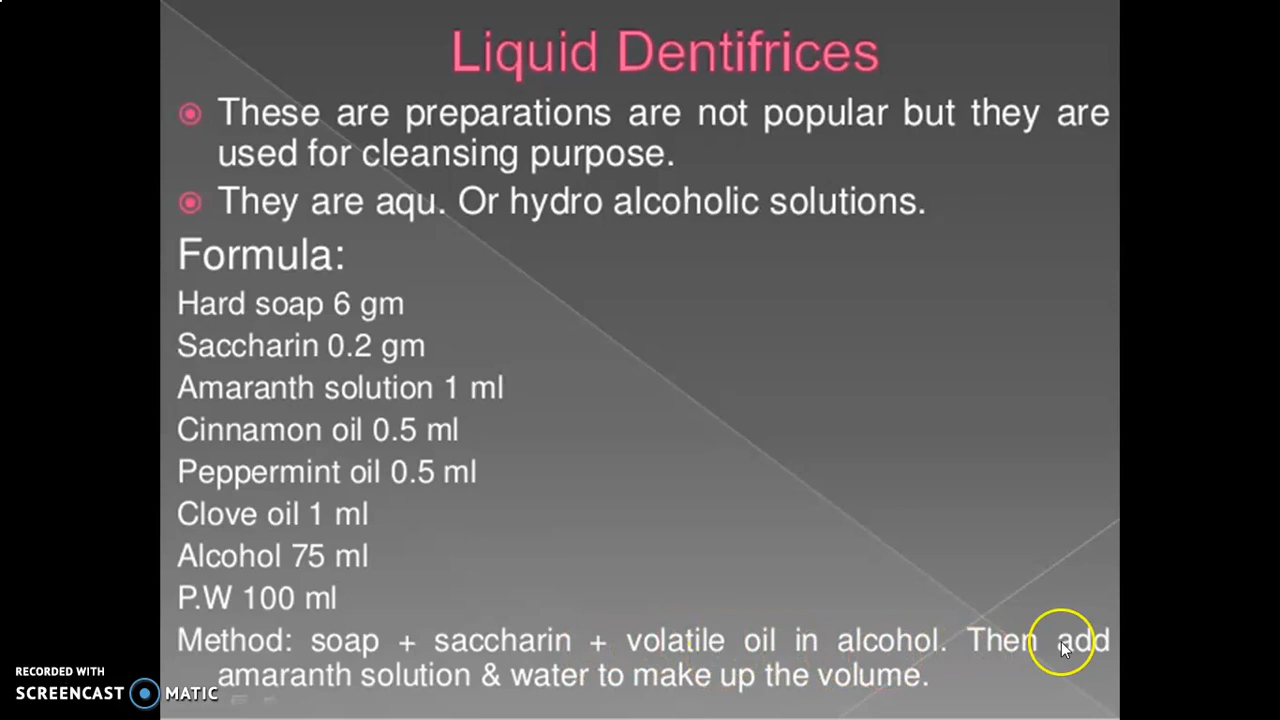 Liquid Dentifrices
These are preparations are not popular but they are
used for cleansing purpose.
They are aqu. Or hydro alcoholic solutions.
Formula:
Hard soap 6 gm
Saccharin 0.2 gm
Amaranth solution 1 ml
Cinnamon oil 0.5 ml
Peppermint oil 0.5 ml
Clove oil 1 ml
Alcohol 75 ml
P.W 100 ml
Method: soap + saccharin + volatile oil in alcohol. Then add
amaranth solution & water to make up the volume.
RECORDED WITH
SCREENCAST MATIC